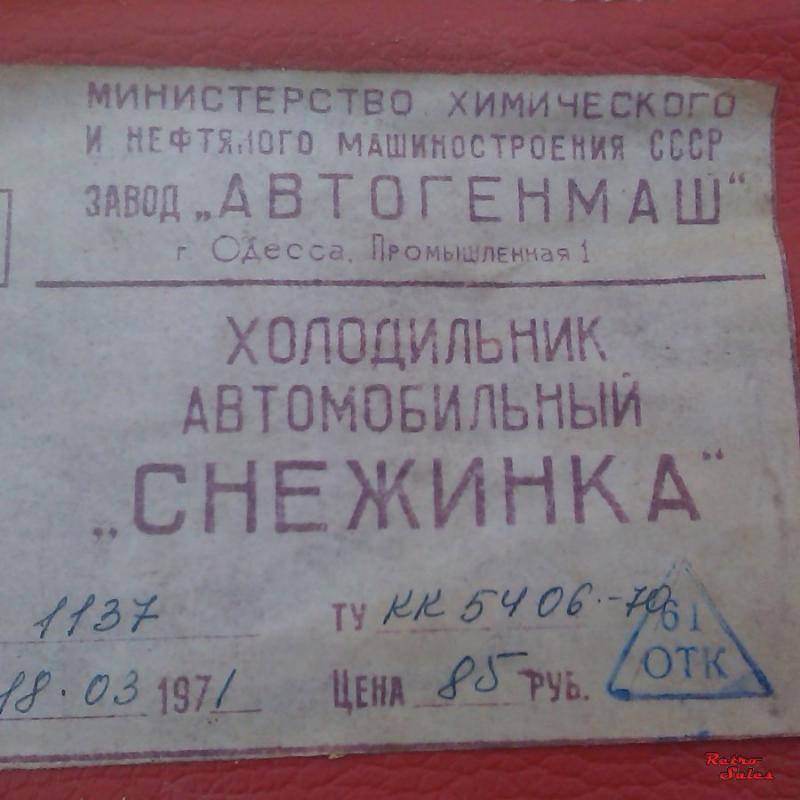 МИНИСТЕРСТВО ХИМИЧЕСКОГО
И НЕФТЯНОГО МАШИНОСТРОЕНИЯ СССР
ЗАВОД „АВТОГЕНМАШ“
г Одесса, Промышленная 1
ХОЛОДИЛЬНИК
АВТОМОБИЛЬНЫЙ
„СНЕЖИНКА“
1137 ТУ КК 5406-70
61
ОТК
18.03 1971 ЦЕНА 85 РУБ.
Retro
Sales